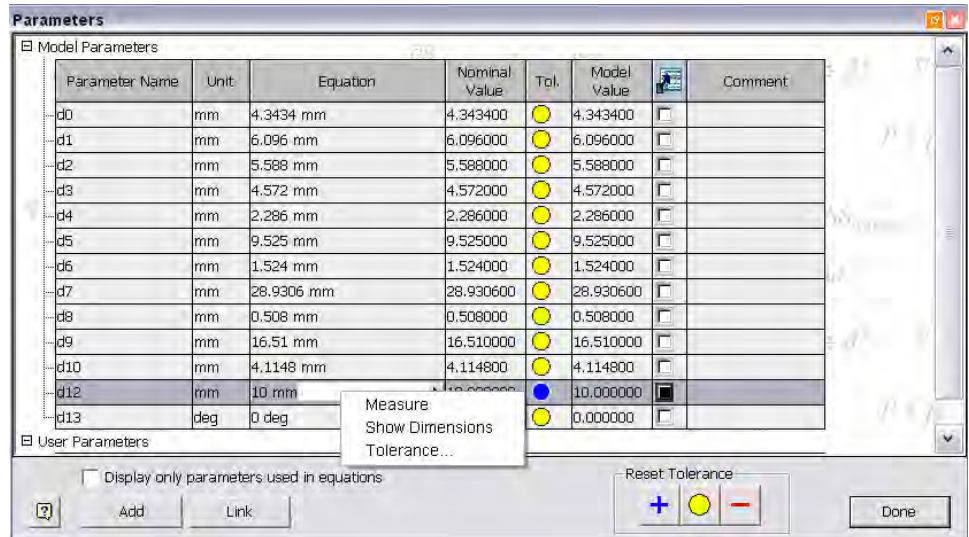 Parameters
Model Parameters
Parameter Name Unit Equation Nominal Value Tol. Model Value Comment
d0 mm 4.3434 mm 4.343400 4.343400
d1 mm 6.096 mm 6.096000 6.096000
d2 mm 5.588 mm 5.588000 5.588000
d3 mm 4.572 mm 4.572000 4.572000
d4 mm 2.286 mm 2.286000 2.286000
d5 mm 9.525 mm 9.525000 9.525000
d6 mm 1.524 mm 1.524000 1.524000
d7 mm 28.9306 mm 28.930600 28.930600
d8 mm 0.508 mm 0.508000 0.508000
d9 mm 16.51 mm 16.510000 16.510000
d10 mm 4.1148 mm 4.114800 4.114800
d12 mm 10 mm 10.000000
d13 deg 0 deg 0.000000
Measure
Show Dimensions
Tolerance...
User Parameters
Display only parameters used in equations
Reset Tolerance
? Add Link + − Done